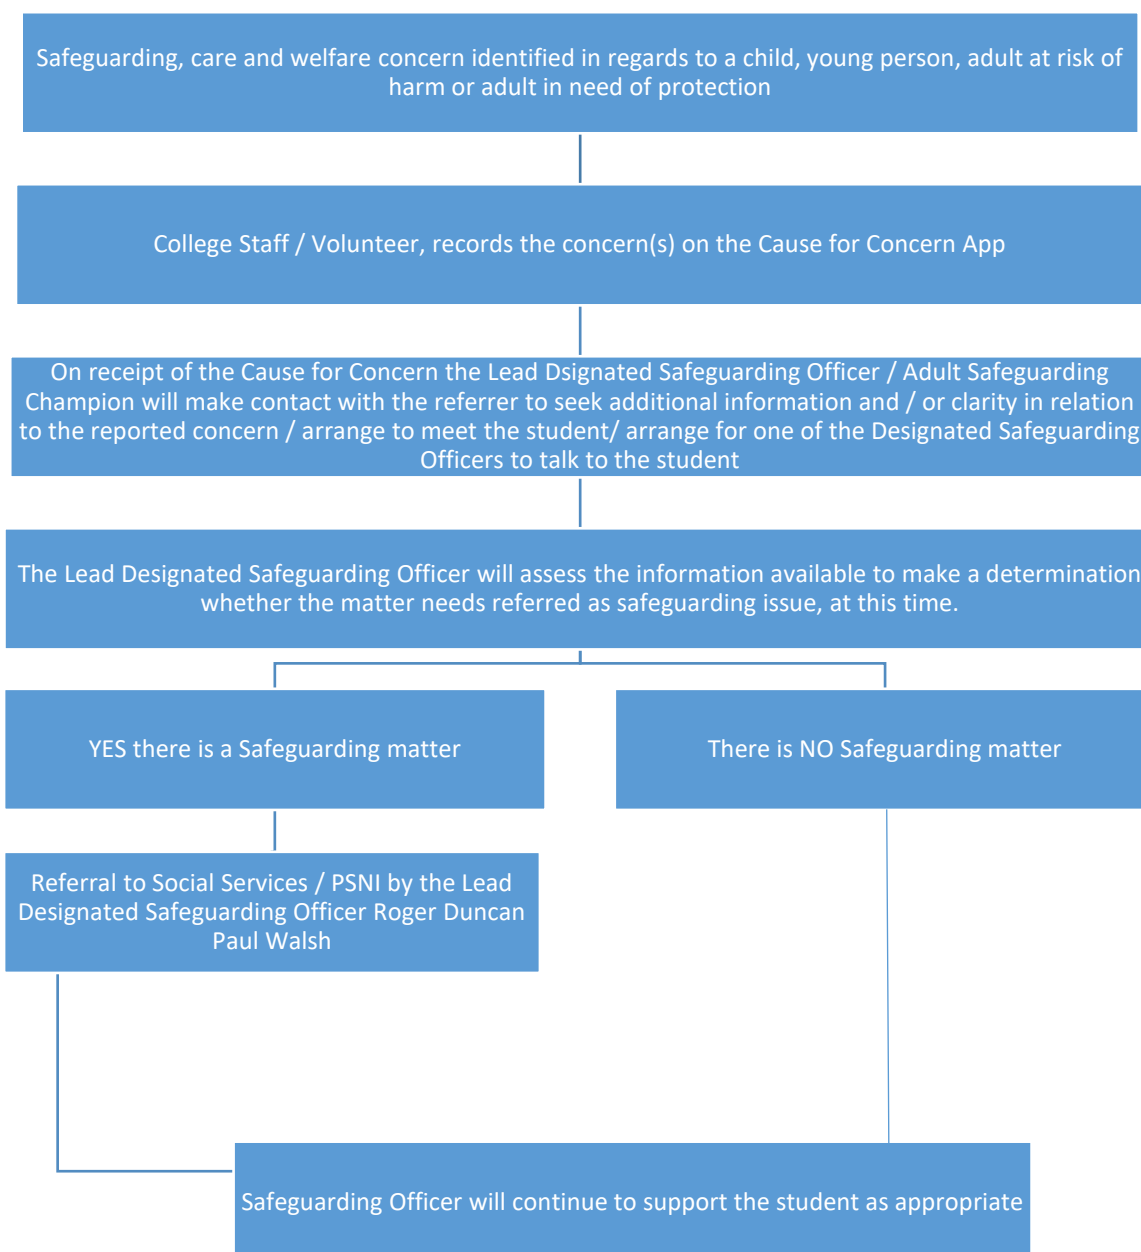 Safeguarding, care and welfare concern identified in regards to a child, young person, adult at risk of
harm or adult in need of protection
College Staff / Volunteer, records the concern(s) on the Cause for Concern App
On receipt of the Cause for Concern the Lead Dsignated Safeguarding Officer / Adult Safeguarding
Champion will make contact with the referrer to seek additional information and / or clarity in relation
to the reported concern / arrange to meet the student/ arrange for one of the Designated Safeguarding
Officers to talk to the student
The Lead Designated Safeguarding Officer will assess the information available to make a determination
whether the matter needs referred as safeguarding issue, at this time.
YES there is a Safeguarding matter
There is NO Safeguarding matter
Referral to Social Services / PSNI by the Lead
Designated Safeguarding Officer Roger Duncan
Paul Walsh
Safeguarding Officer will continue to support the student as appropriate